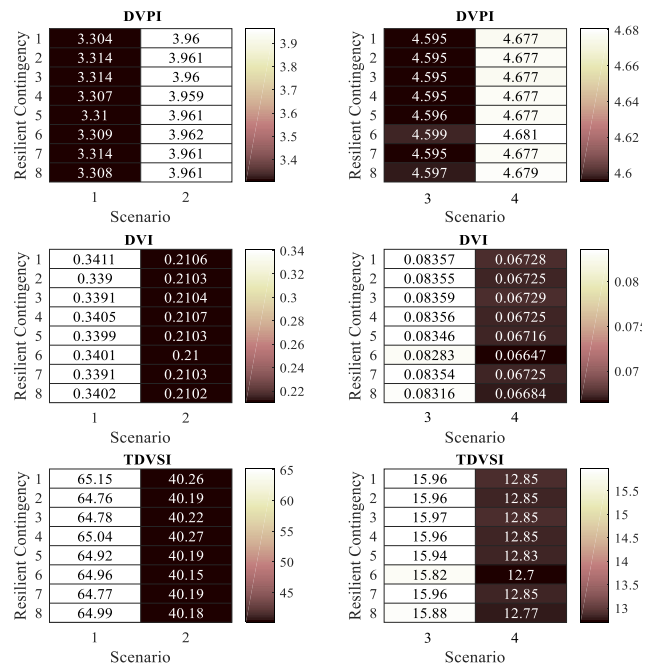 DVPI
Resilient Contingency
1 3.304 3.96
2 3.314 3.961
3 3.314 3.96
4 3.307 3.959
5 3.31 3.961
6 3.309 3.962
7 3.314 3.961
8 3.308 3.961
1 2
Scenario
3.9
3.8
3.7
3.6
3.5
3.4
DVPI
Resilient Contingency
1 4.595 4.677
2 4.595 4.677
3 4.595 4.677
4 4.595 4.677
5 4.596 4.677
6 4.599 4.681
7 4.595 4.677
8 4.597 4.679
3 4
Scenario
4.68
4.66
4.64
4.62
4.6
DVI
Resilient Contingency
1 0.3411 0.2106
2 0.339 0.2103
3 0.3391 0.2104
4 0.3405 0.2107
5 0.3399 0.2103
6 0.3401 0.21
7 0.3391 0.2103
8 0.3402 0.2102
1 2
Scenario
0.34
0.32
0.3
0.28
0.26
0.24
0.22
DVI
Resilient Contingency
1 0.08357 0.06728
2 0.08355 0.06725
3 0.08359 0.06729
4 0.08356 0.06725
5 0.08346 0.06716
6 0.08283 0.06647
7 0.08354 0.06725
8 0.08316 0.06684
3 4
Scenario
0.08
0.075
0.07
TDVSI
Resilient Contingency
1 65.15 40.26
2 64.76 40.19
3 64.78 40.22
4 65.04 40.27
5 64.92 40.19
6 64.96 40.15
7 64.77 40.19
8 64.99 40.18
1 2
Scenario
65
60
55
50
45
TDVSI
Resilient Contingency
1 15.96 12.85
2 15.96 12.85
3 15.97 12.85
4 15.96 12.85
5 15.94 12.83
6 15.82 12.7
7 15.96 12.85
8 15.88 12.77
3 4
Scenario
15.5
15
14.5
14
13.5
13